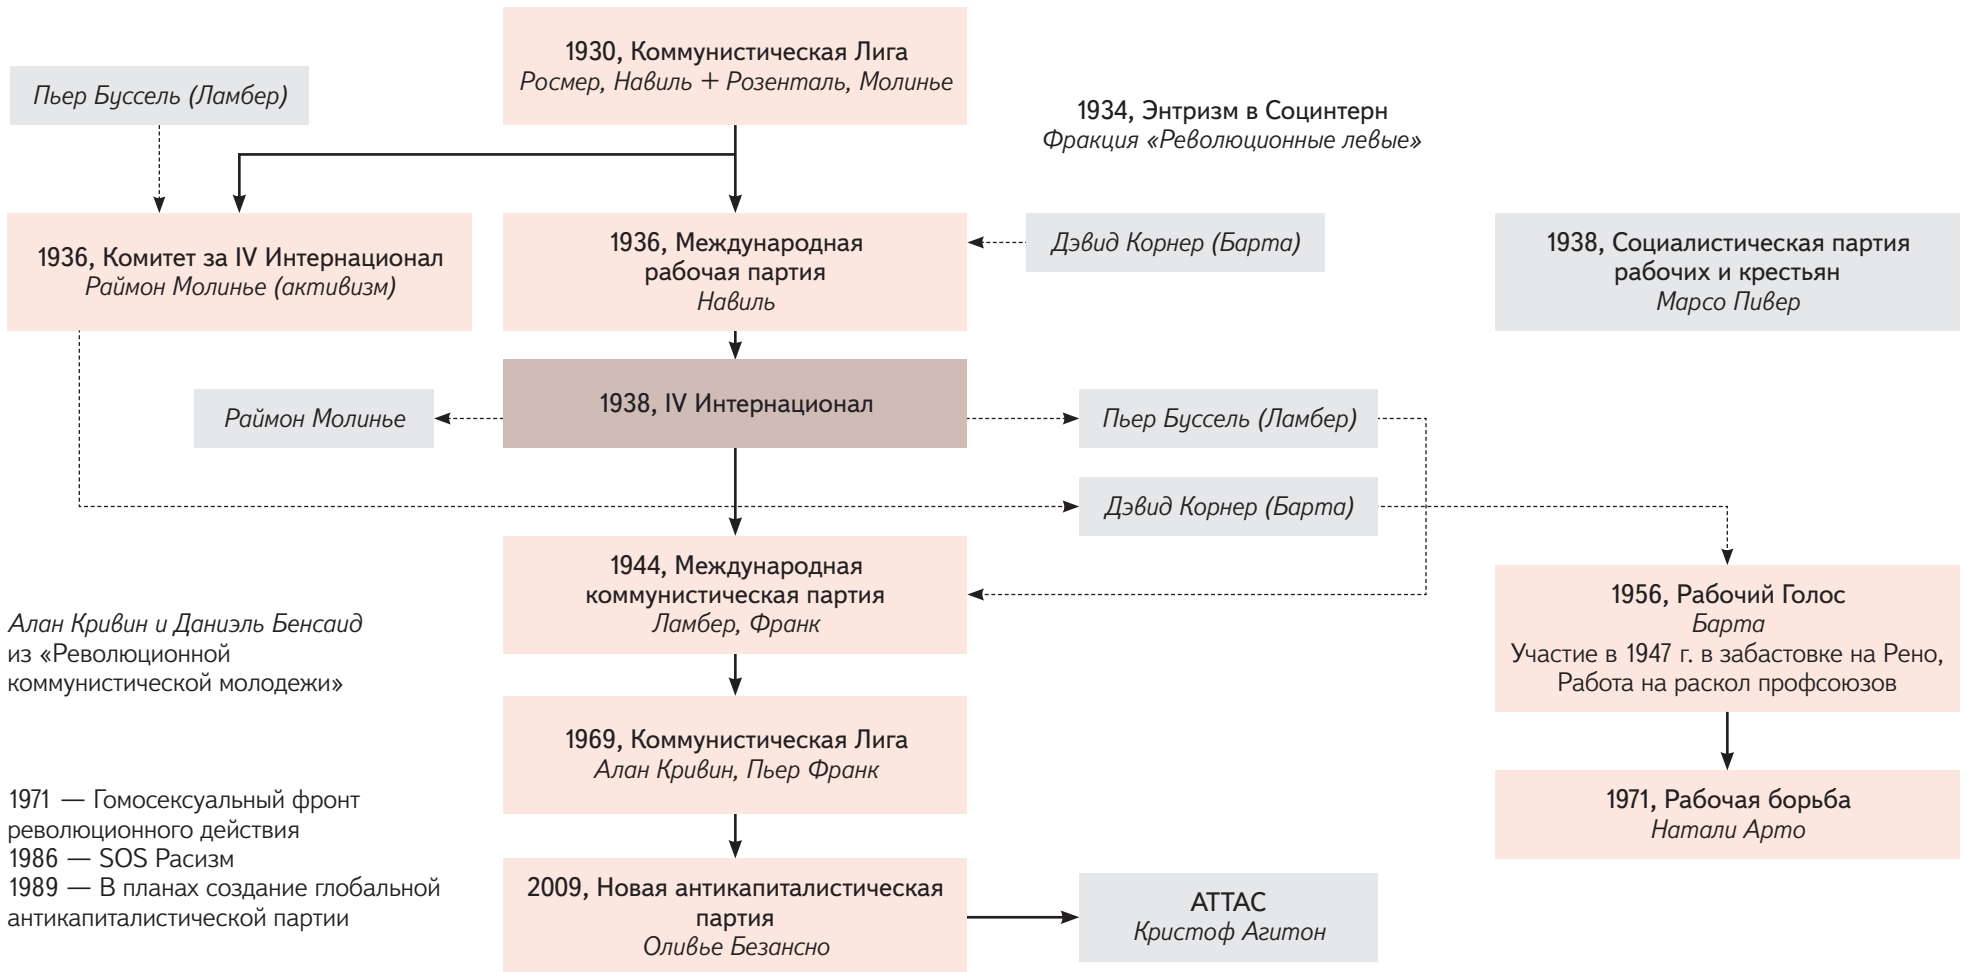 1930, Коммунистическая Лига
Росмер, Навиль + Розенталь, Молинье
Пьер Буссель (Ламбер)
1934, Энтризм в Социнтерн
Фракция «Революционные левые»
1936, Комитет за IV Интернационал
Раймон Молинье (активизм)
1936, Международная
рабочая партия
Навиль
Дэвид Корнер (Барта)
1938, Социалистическая партия
рабочих и крестьян
Марсо Пивер
Раймон Молинье
1938, IV Интернационал
Пьер Буссель (Ламбер)
Дэвид Корнер (Барта)
1944, Международная
коммунистическая партия
Ламбер, Франк
1956, Рабочий Голос
Барта
Участие в 1947 г. в забастовке на Рено,
Работа на раскол профсоюзов
Алан Кривин и Даниэль Бенсаид
из «Революционной
коммунистической молодежи»
1969, Коммунистическая Лига
Алан Кривин, Пьер Франк
1971, Рабочая борьба
Натали Арто
1971 — Гомосексуальный фронт
революционного действия
1986 — SOS Расизм
1989 — В планах создание глобальной
антикапиталистической партии
2009, Новая антикапиталистическая
партия
Оливье Безансно
АТТАС
Кристоф Агитон